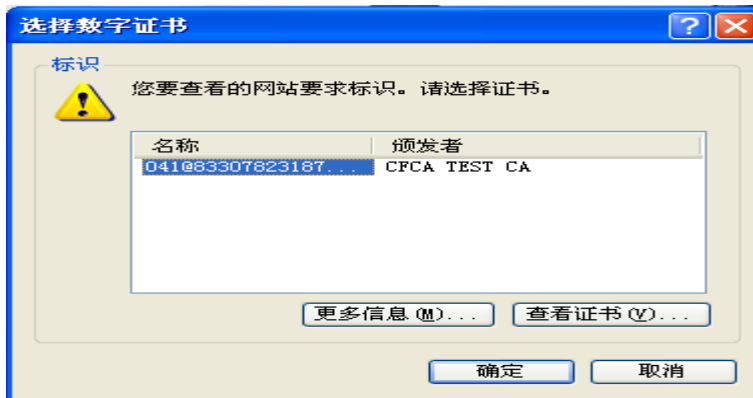 选择数字证书
标识
您要查看的网站要求标识。请选择证书。
名称 颁发者
041@83307823187... CFCA TEST CA
更多信息(M)... 查看证书(V)...
确定 取消